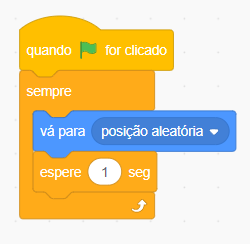 quando for clicado
sempre
vá para posição aleatória
espere 1 seg